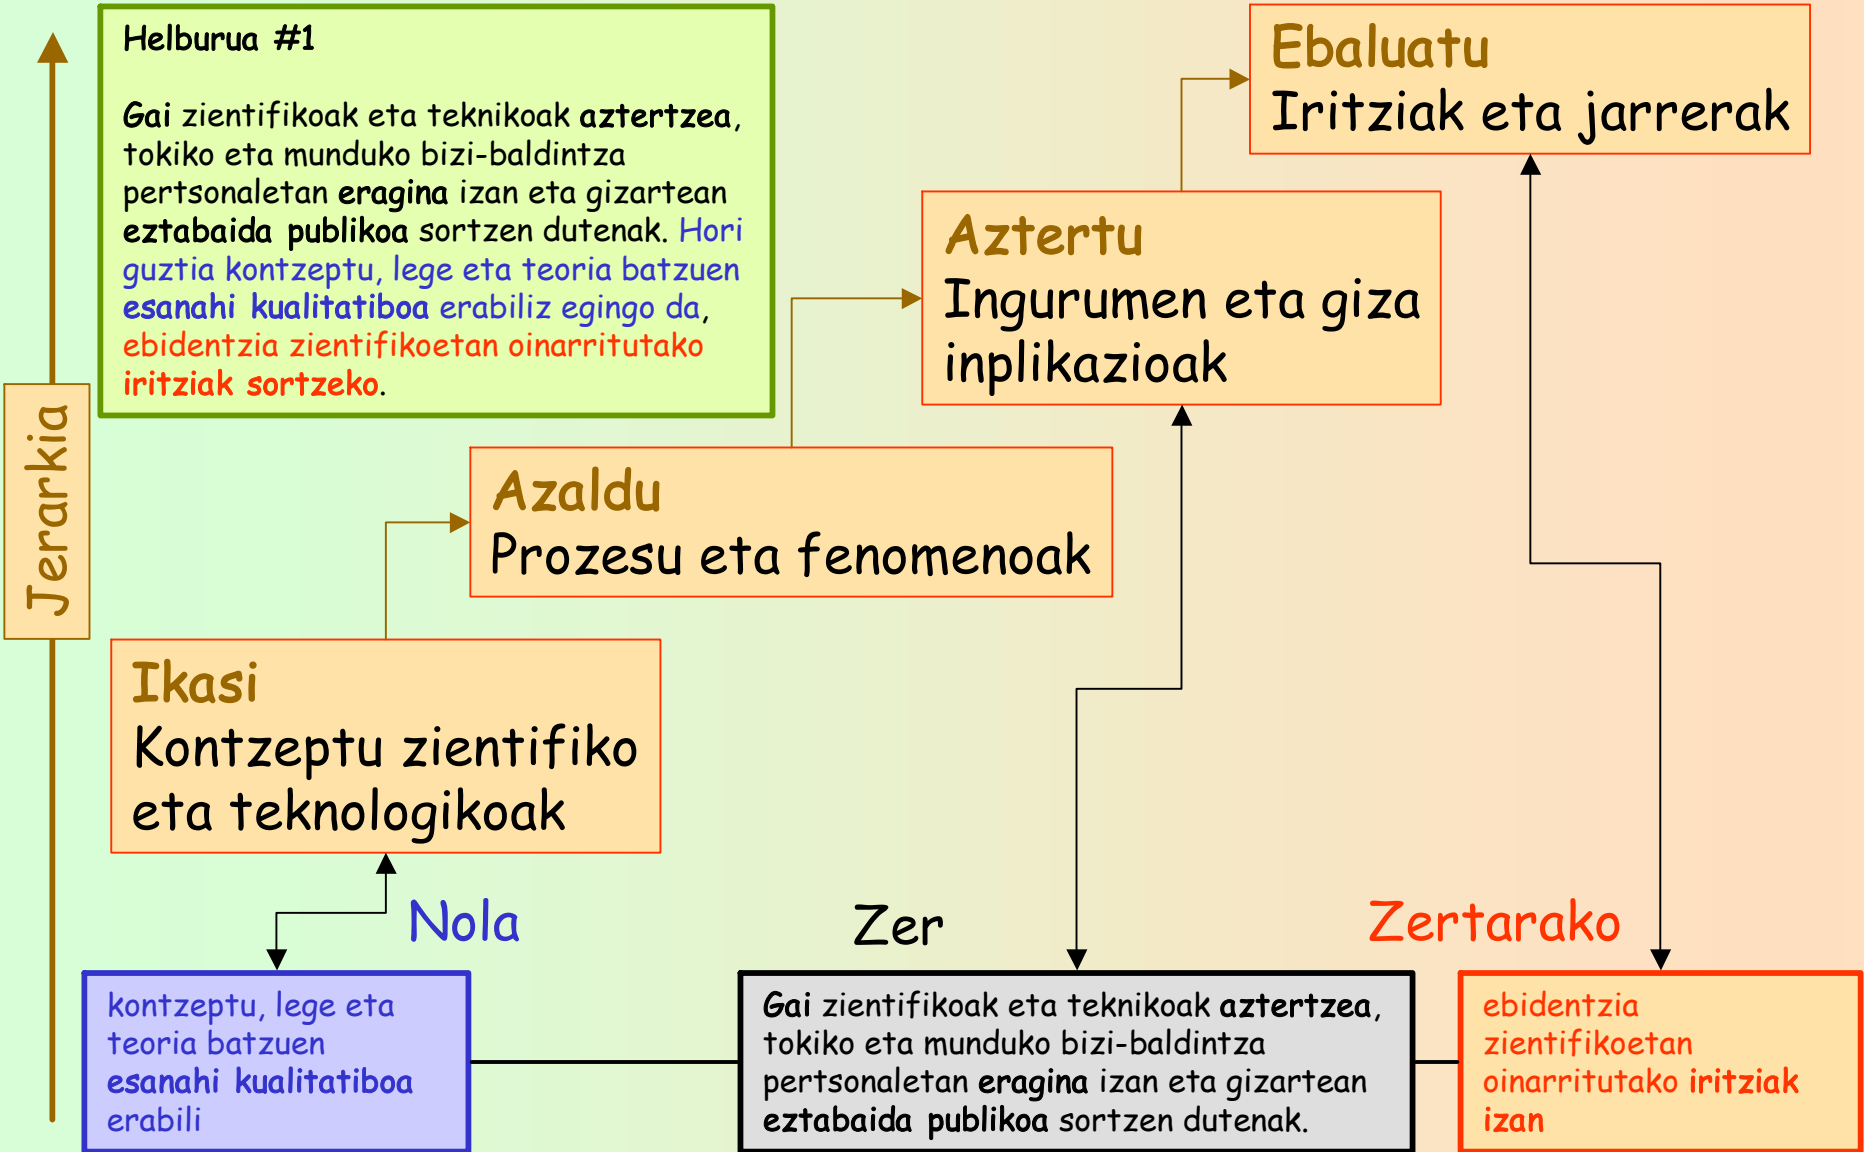 Helburua #1
Gai zientifikoak eta teknikoak aztertzea,
tokiko eta munduko bizi-baldintza
pertsonaletan eragina izan eta gizartean
eztabaida publikoa sortzen dutenak. Hori
guztia kontzeptu, lege eta teoria batzuen
esanahi kualitatiboa erabiliz egingo da,
ebidentzia zientifikoetan oinarritutako
iritziak sortzeko.
Ebaluatu
Iritziak eta jarrerak
Aztertu
Ingurumen eta giza
inplikazioak
Azaldu
Prozesu eta fenomenoak
Jerarkia
Ikasi
Kontzeptu zientifiko
eta teknologikoak
Nola
Zer
Zertarako
kontzeptu, lege eta
teoria batzuen
esanahi kualitatiboa
erabili
Gai zientifikoak eta teknikoak aztertzea,
tokiko eta munduko bizi-baldintza
pertsonaletan eragina izan eta gizartean
eztabaida publikoa sortzen dutenak.
ebidentzia
zientifikoetan
oinarritutako iritziak
izan